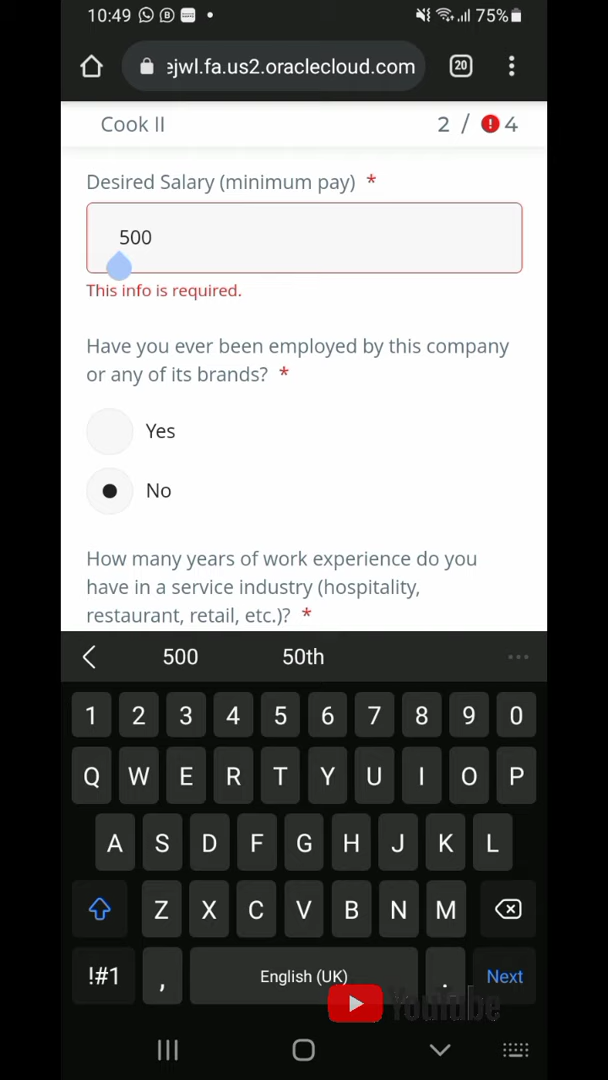 10:49 75%
ejwl.fa.us2.oraclecloud.com 20
Cook II 2 / ! 4
Desired Salary (minimum pay) *
500
This info is required.
Have you ever been employed by this company
or any of its brands? *
Yes
No
How many years of work experience do you
have in a service industry (hospitality,
restaurant, retail, etc.)? *
500 50th ...
1 2 3 4 5 6 7 8 9 0
Q W E R T Y U I O P
A S D F G H J K L
Z X C V B N M
!#1 , English (UK) . Next
YouTube